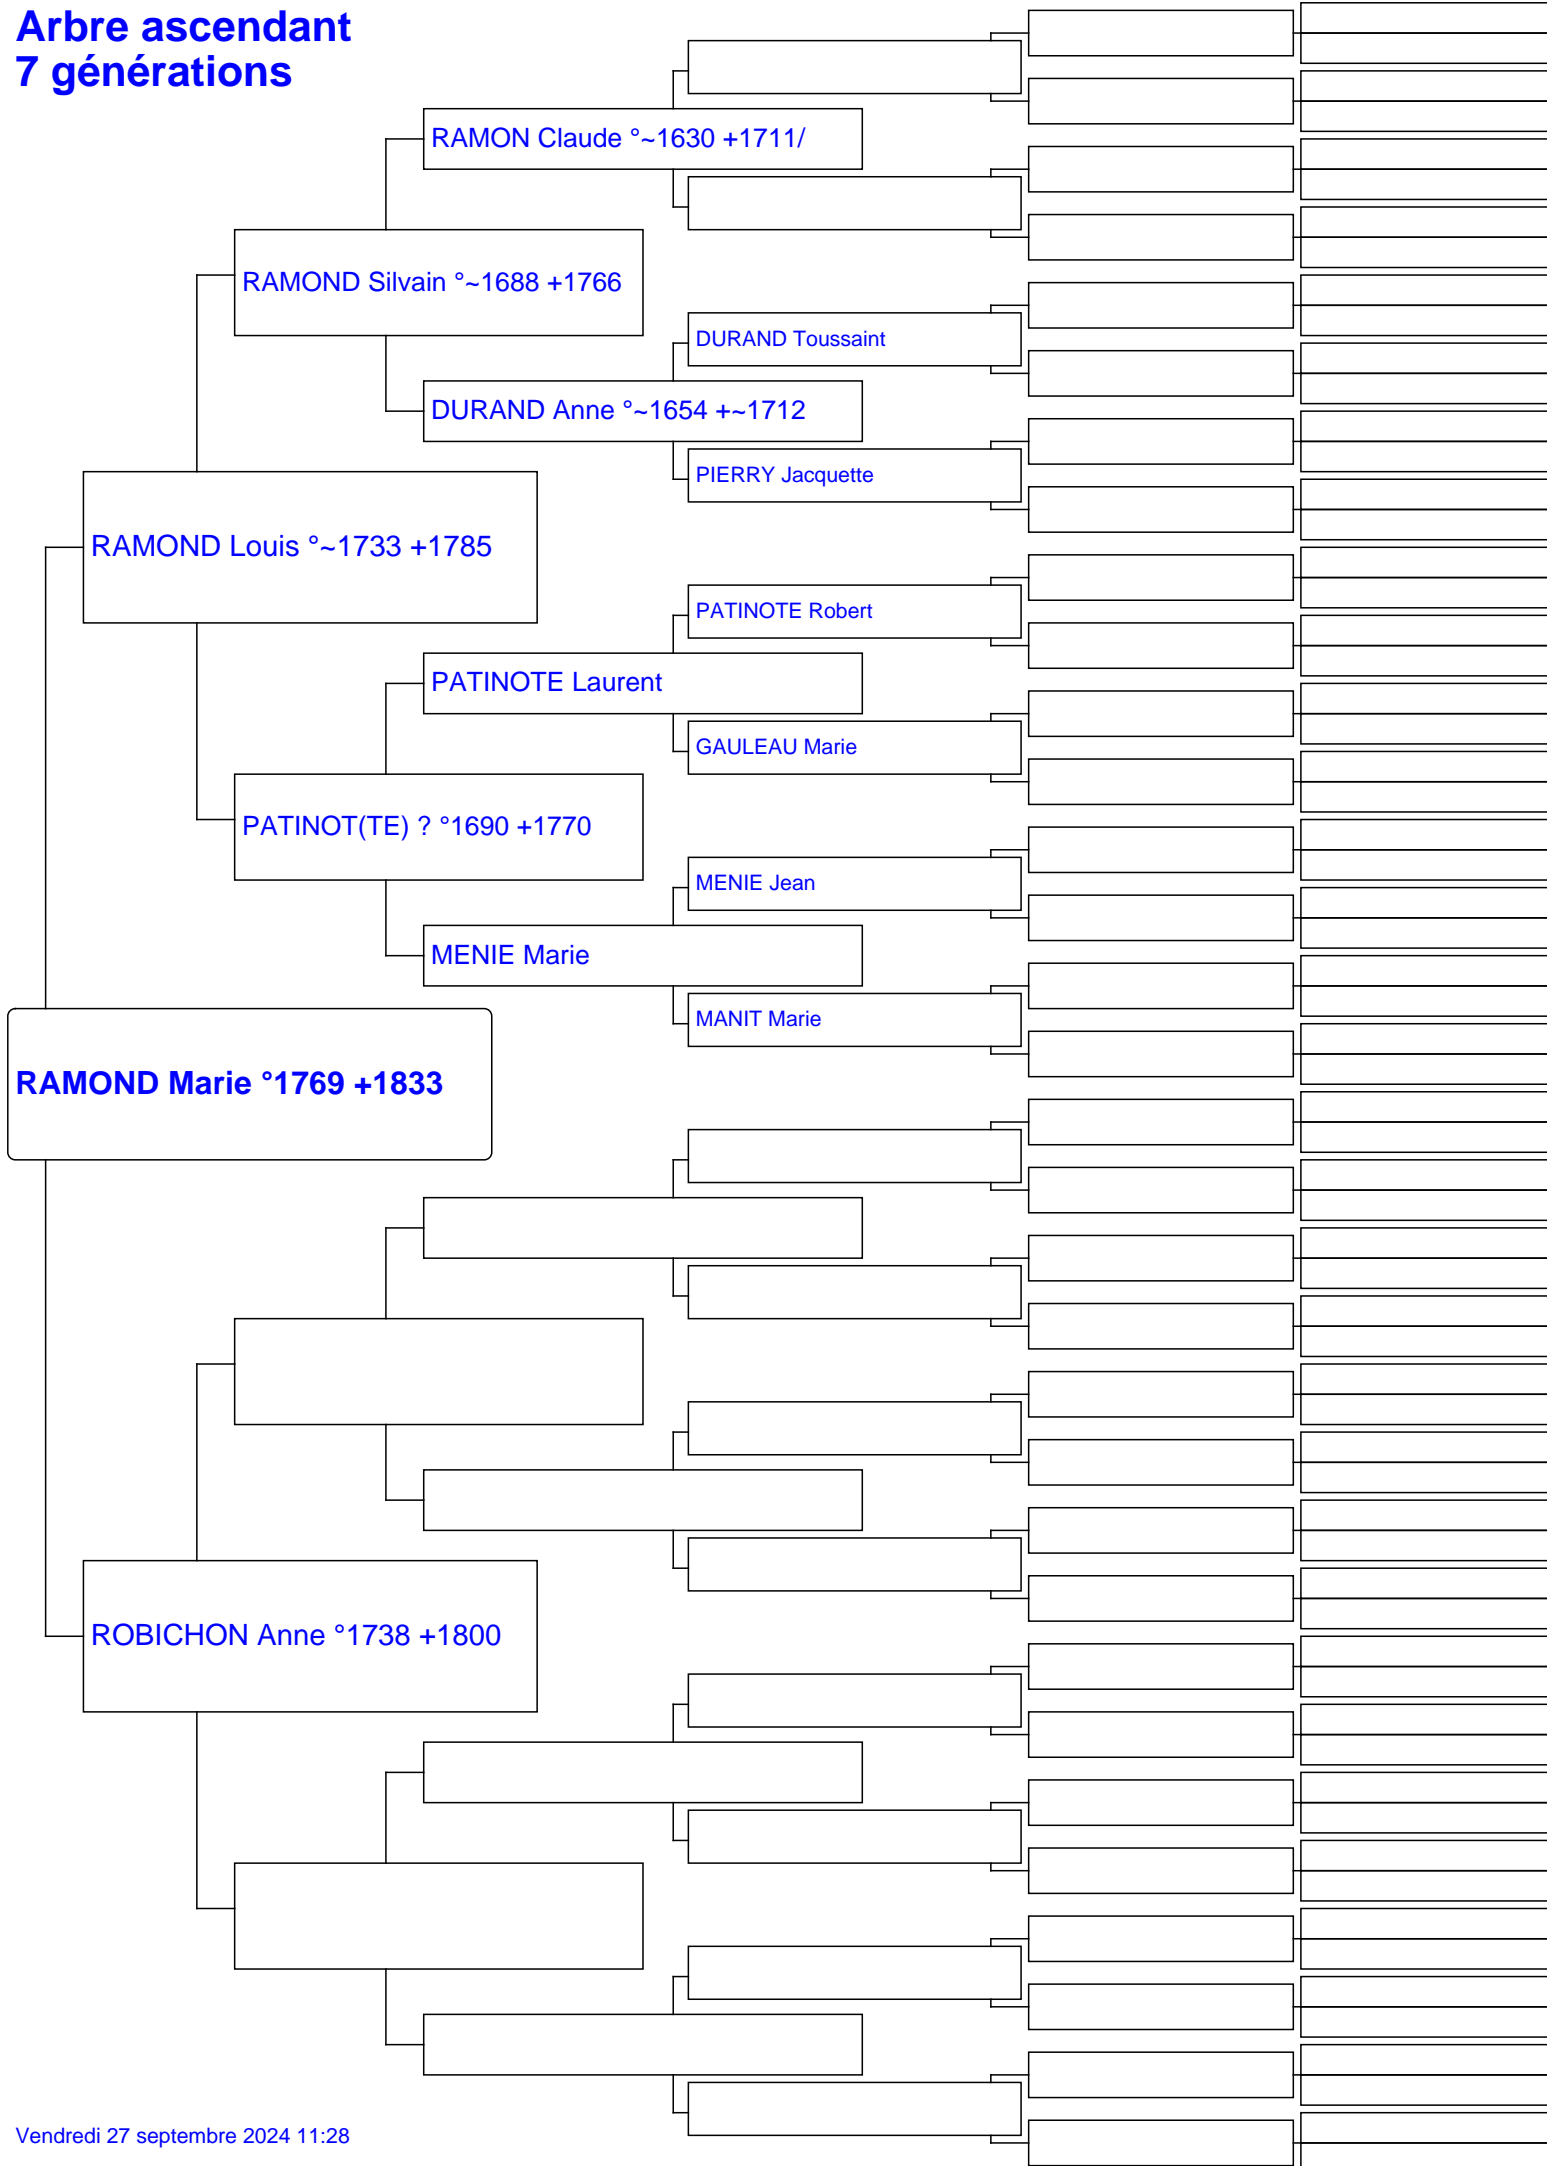 Arbre ascendant
7 générations
RAMON Claude °~1630 +1711/
RAMOND Silvain °~1688 +1766
DURAND Toussaint
DURAND Anne °~1654 +~1712
PIERRY Jacquette
RAMOND Louis °~1733 +1785
PATINOTE Robert
PATINOTE Laurent
GAULEAU Marie
PATINOT(TE) ? °1690 +1770
MENIE Jean
MENIE Marie
MANIT Marie
RAMOND Marie °1769 +1833
ROBICHON Anne °1738 +1800
Vendredi 27 septembre 2024 11:28